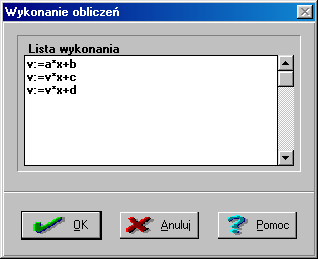 Wykonanie obliczeń
Lista wykonania
v:=a*x+b
v:=v*x+c
v:=v*x+d
OK
Anuluj
Pomoc